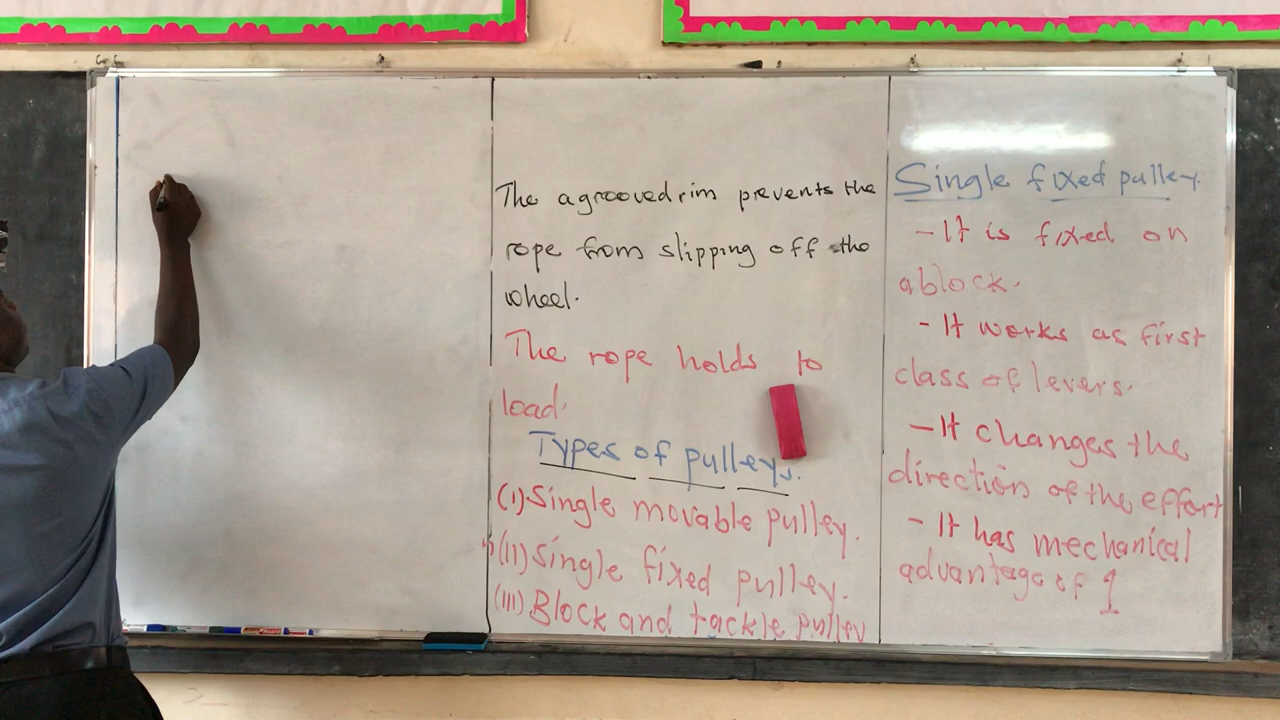 The a grooved rim prevents the
rope from slipping off the
wheel.
The rope holds to
load.
Types of pulleys.
(i) Single movable pulley.
(ii) Single fixed pulley.
(iii) Block and tackle pulley
Single fixed pulley.
- It is fixed on
a block.
- It works as first
class of levers.
- It changes the
direction of the effort
- It has mechanical
advantage of 1